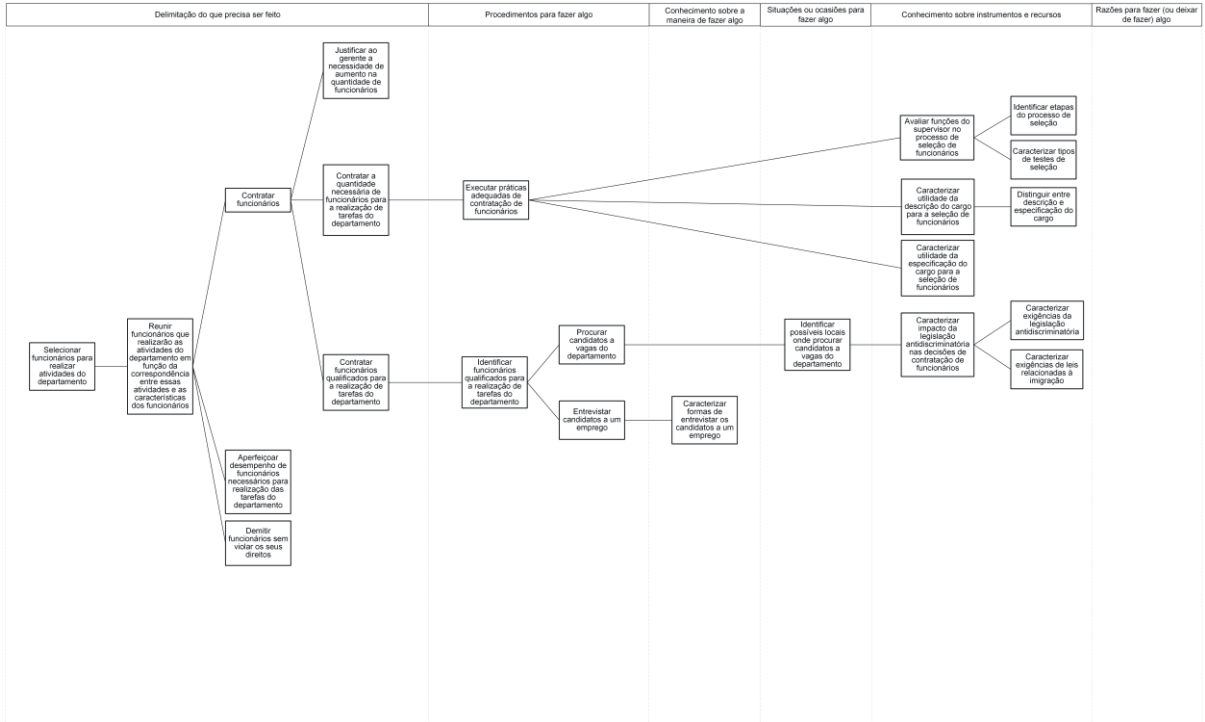 Delimitação do que precisa ser feito
Procedimentos para fazer algo
Conhecimento sobre a
maneira de fazer algo
Situações ou ocasiões para
fazer algo
Conhecimento sobre instrumentos e recursos
Razões para fazer (ou deixar
de fazer) algo
Selecionar
funcionários para
realizar
atividades do
departamento
Reunir
funcionários que
realizarão as
atividades do
departamento em
função da
correspondência
entre essas
atividades e as
características
dos funcionários
Contratar
funcionários
Aperfeiçoar
desempenho de
funcionários
necessários para
realização das
tarefas do
departamento
Demitir
funcionários sem
violar os seus
direitos
Justificar ao
gerente a
necessidade de
aumento na
quantidade de
funcionários
Contratar a
quantidade
necessária de
funcionários para
a realização de
tarefas do
departamento
Contratar
funcionários
qualificados para
a realização de
tarefas do
departamento
Executar práticas
adequadas de
contratação de
funcionários
Identificar
funcionários
qualificados para
a realização de
tarefas do
departamento
Procurar
candidatos a
vagas do
departamento
Entrevistar
candidatos a um
emprego
Caracterizar
formas de
entrevistar os
candidatos a um
emprego
Identificar
possíveis locais
onde procurar
candidatos a
vagas do
departamento
Avaliar funções do
supervisor no
processo de
seleção de
funcionários
Caracterizar
utilidade da
descrição do cargo
para a seleção de
funcionários
Caracterizar
utilidade da
especificação do
cargo para a
seleção de
funcionários
Caracterizar
impacto da
legislação
antidiscriminatória
nas decisões de
contratação de
funcionários
Identificar etapas
do processo de
seleção
Caracterizar tipos
de testes de
seleção
Distinguir entre
descrição e
especificação do
cargo
Caracterizar
exigências da
legislação
antidiscriminatória
Caracterizar
exigências de leis
relacionadas à
imigração